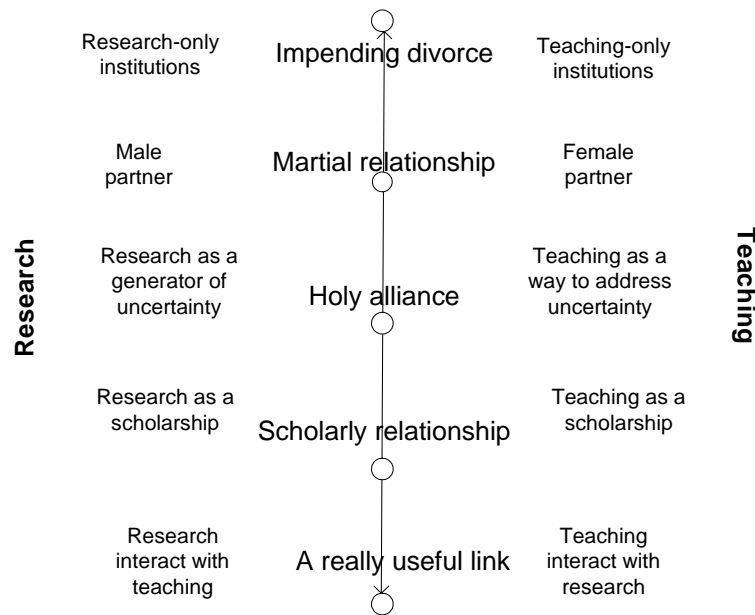 Research-only
institutions
Impending divorce
Teaching-only
institutions
Male
partner
Martial relationship
Female
partner
Research
Research as a
generator of
uncertainty
Holy alliance
Teaching as a
way to address
uncertainty
Teaching
Research as a
scholarship
Scholarly relationship
Teaching as a
scholarship
Research
interact with
teaching
A really useful link
Teaching
interact with
research